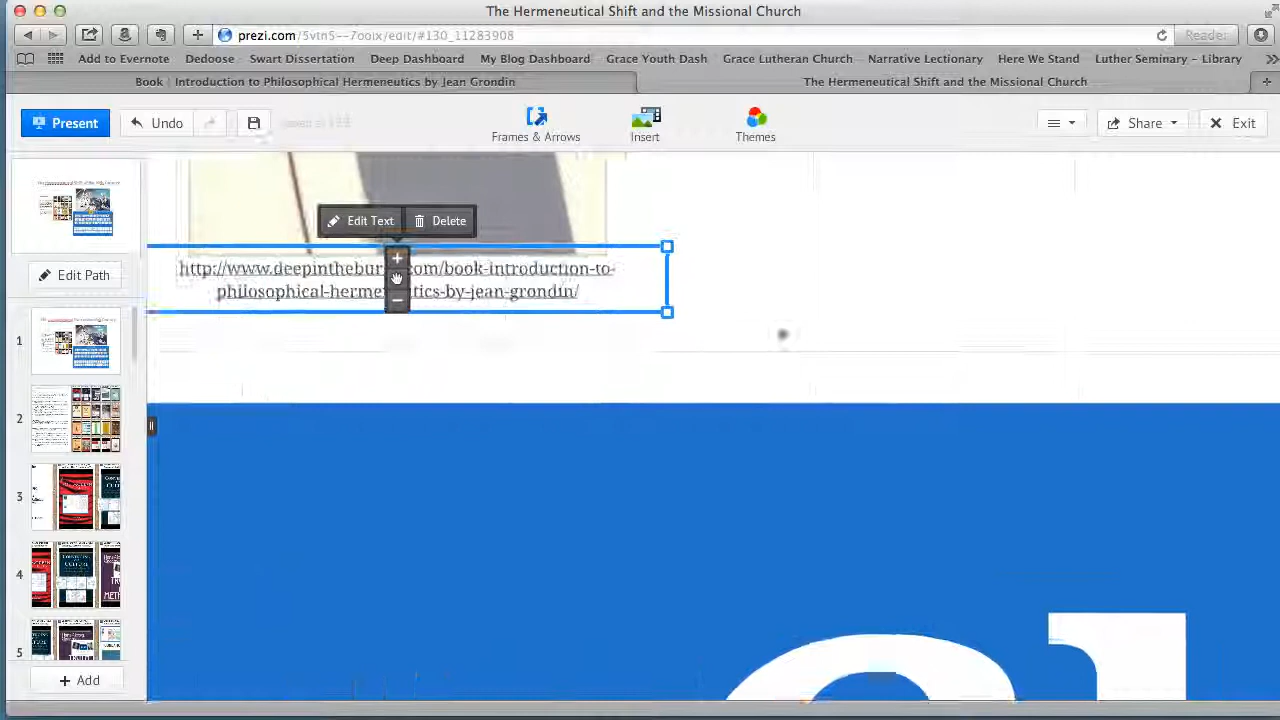 The Hermeneutical Shift and the Missional Church
prezi.com/5vtn5--7ooix/edit/#130_11283908
Reader
Add to Evernote Dedoose Swart Dissertation Deep Dashboard My Blog Dashboard Grace Youth Dash Grace Lutheran Church Narrative Lectionary Here We Stand Luther Seminary – Library
Book | Introduction to Philosophical Hermeneutics by Jean Grondin
The Hermeneutical Shift and the Missional Church
Present Undo
Frames & Arrows Insert Themes
Share Exit
Edit Text Delete
http://www.deepinthebur com/book-introduction-to-
philosophical-herme tics-by-jean-grondin/
Edit Path
1
2
3
4
5
+ Add